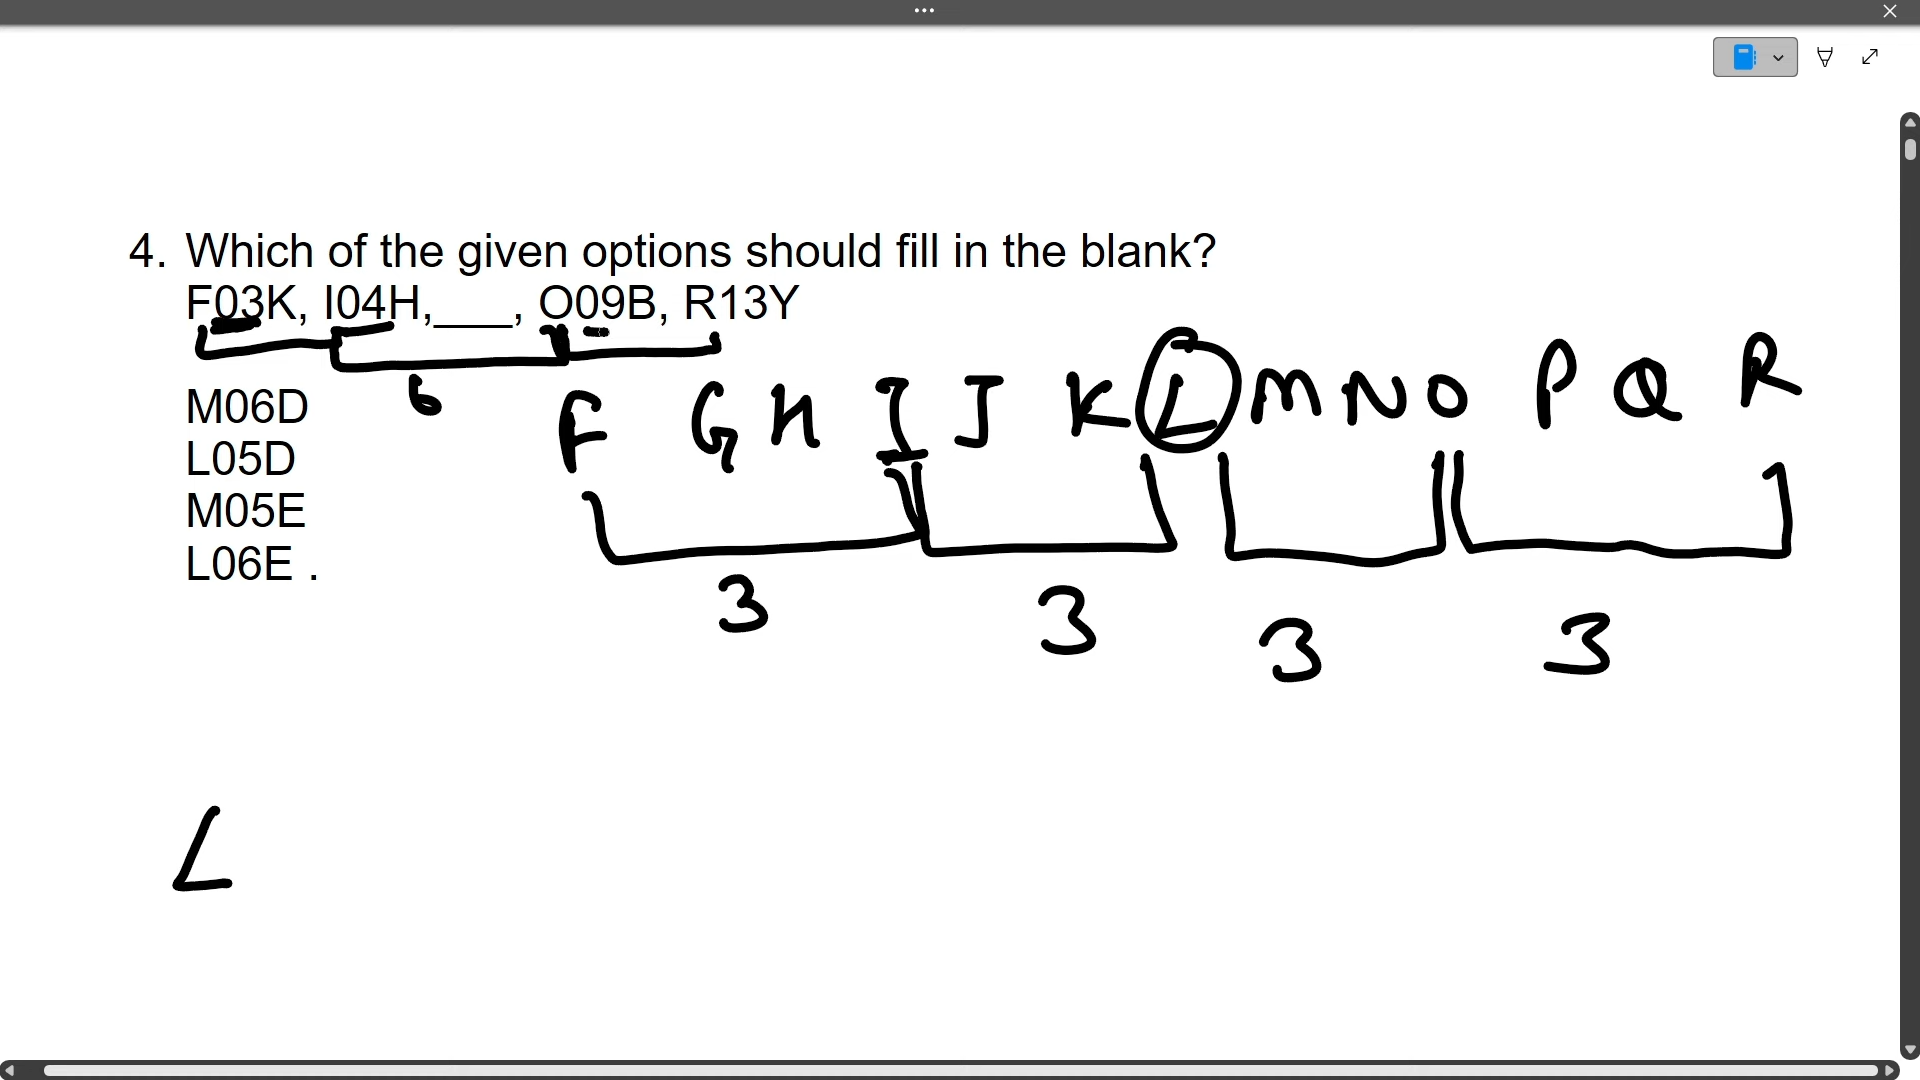 4. Which of the given options should fill in the blank?
F03K, I04H,___, O09B, R13Y
6
M06D
L05D
M05E
L06E .
F G H I J K L M N O P Q R
3 3 3 3
L